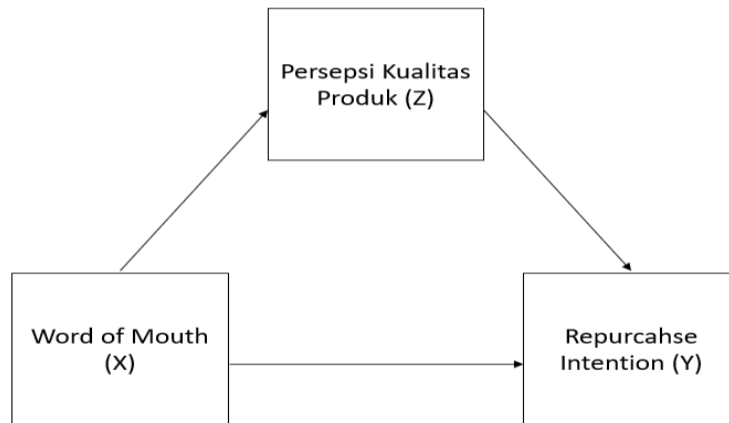 Persepsi Kualitas
Produk (Z)
Word of Mouth
(X)
Repurcahse
Intention (Y)